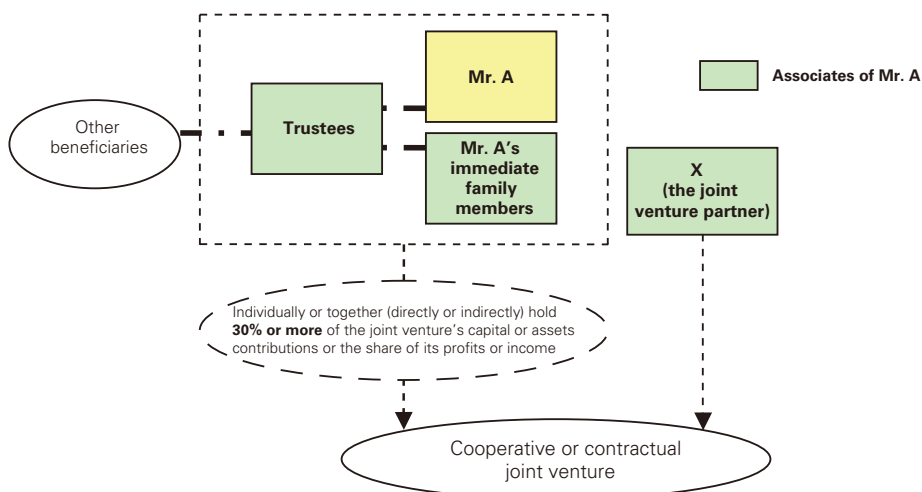 Mr. A
Associates of Mr. A
Other
beneficiaries
Trustees
Mr. A's
immediate
family
members
X
(the joint
venture partner)
Individually or together (directly or indirectly) hold
30% or more of the joint venture's capital or assets
contributions or the share of its profits or income
Cooperative or contractual
joint venture